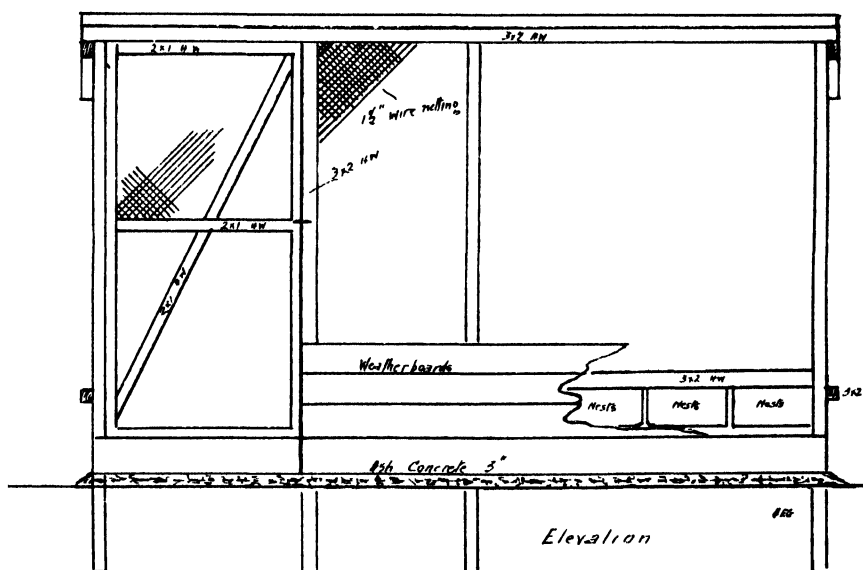 3x2 HW
2x1 HW
1½" wire netting
3x2 HW
2x1 HW
2x1 HW
Weatherboards
3x2 HW
3x2
Nests Nests Nests
Ash Concrete 3"
Elevation